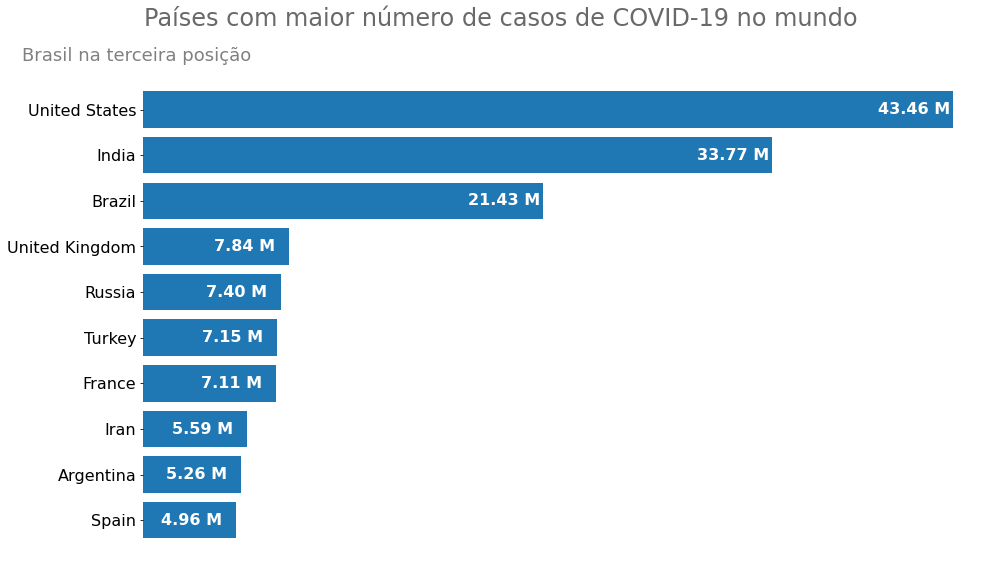 Países com maior número de casos de COVID-19 no mundo
Brasil na terceira posição
United States 43.46 M
India 33.77 M
Brazil 21.43 M
United Kingdom 7.84 M
Russia 7.40 M
Turkey 7.15 M
France 7.11 M
Iran 5.59 M
Argentina 5.26 M
Spain 4.96 M